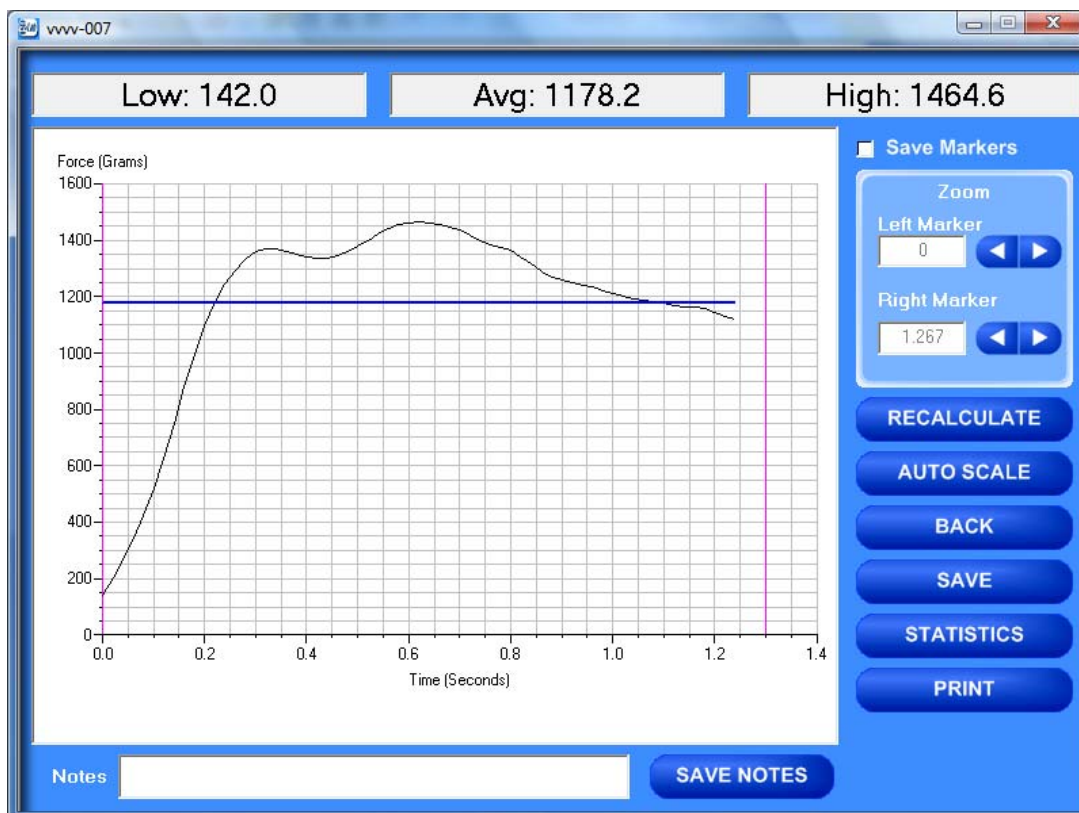 vvvv-007
Low: 142.0
Avg: 1178.2
High: 1464.6
Force (Grams)
1600
1400
1200
1000
800
600
400
200
0
0.0
0.2
0.4
0.6
0.8
1.0
1.2
1.4
Time (Seconds)
Save Markers
Zoom
Left Marker
0
Right Marker
1.267
RECALCULATE
AUTO SCALE
BACK
SAVE
STATISTICS
PRINT
Notes
SAVE NOTES